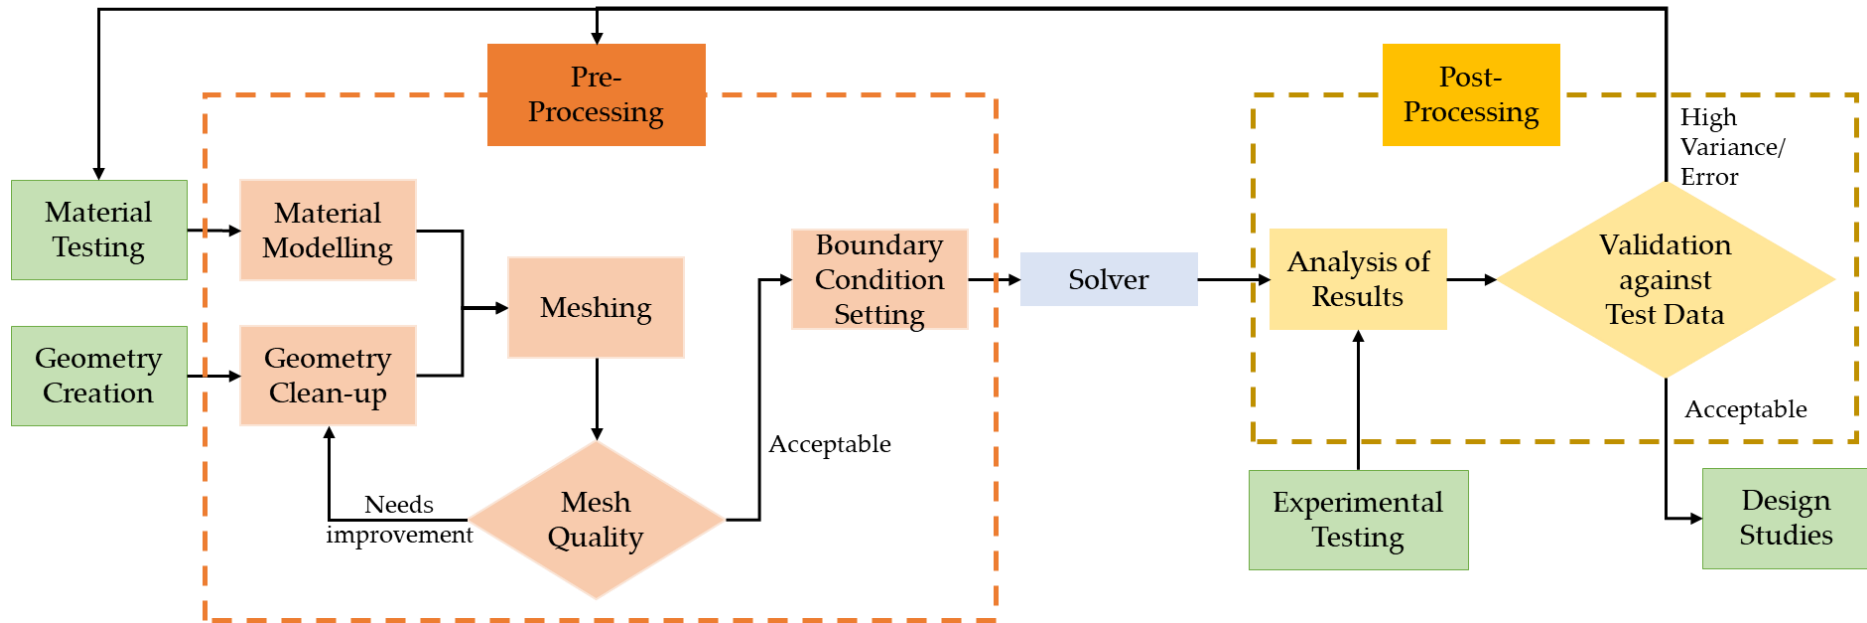 Pre-
Processing
Post-
Processing
High
Variance/
Error
Material
Testing
Material
Modelling
Meshing
Boundary
Condition
Setting
Solver
Analysis of
Results
Validation
against
Test Data
Geometry
Creation
Geometry
Clean-up
Acceptable
Acceptable
Needs
improvement
Mesh
Quality
Experimental
Testing
Design
Studies